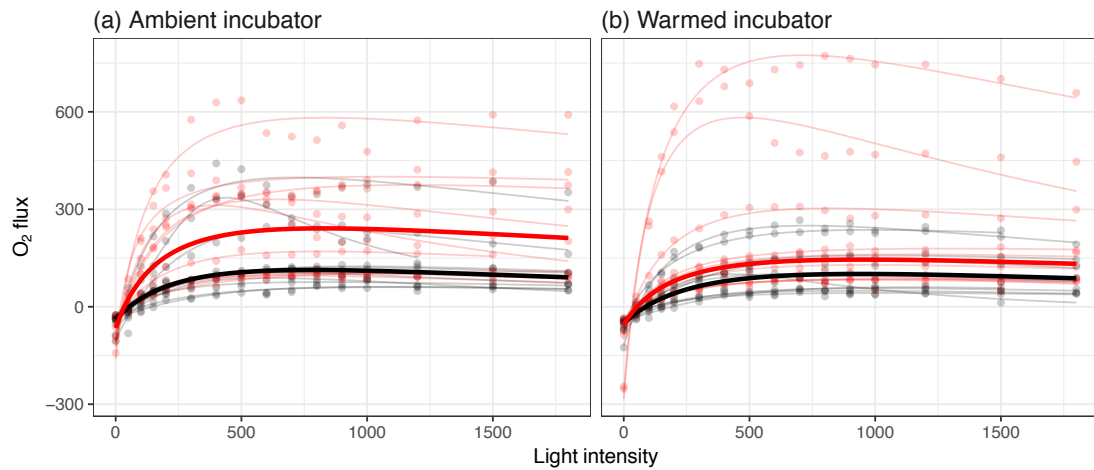 (a) Ambient incubator
(b) Warmed incubator
600
300
0
−300
O₂ flux
0 500 1000 1500
0 500 1000 1500
Light intensity